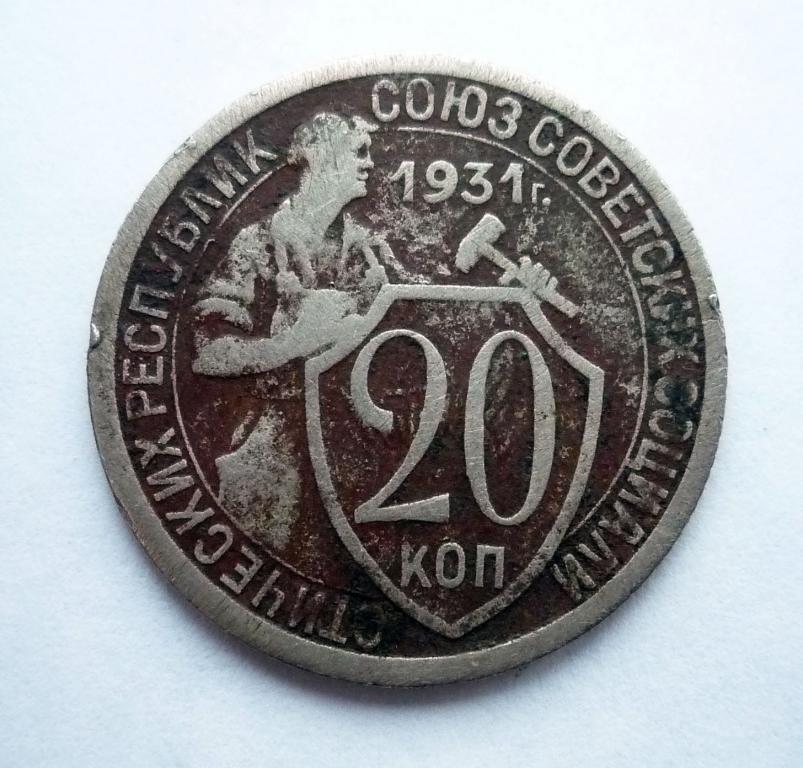 СОЮЗ СОВЕТСКИХ СОЦИАЛИСТИЧЕСКИХ РЕСПУБЛИК
1931г.
20
КОП